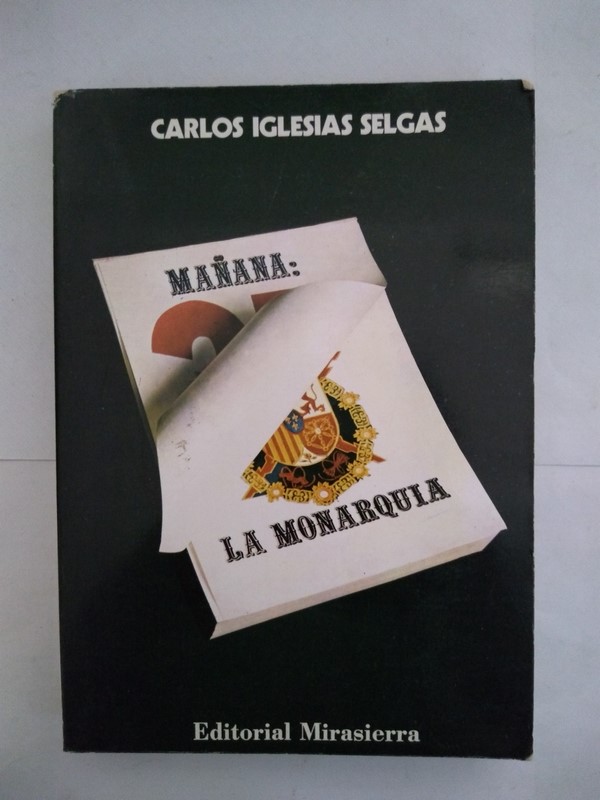 CARLOS IGLESIAS SELGAS
MAÑANA:
LA MONARQUIA
Editorial Mirasierra